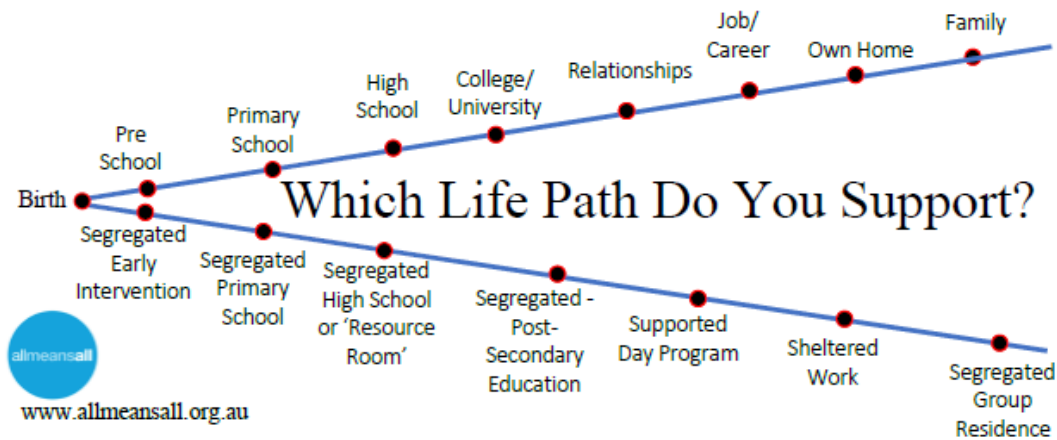 Birth
Pre
School
Primary
School
High
School
College/
University
Relationships
Job/
Career
Own Home
Family
Which Life Path Do You Support?
Segregated
Early
Intervention
Segregated
Primary
School
Segregated
High School
or ‘Resource
Room’
Segregated -
Post-
Secondary
Education
Supported
Day Program
Sheltered
Work
Segregated
Group
Residence
allmeansall
www.allmeansall.org.au